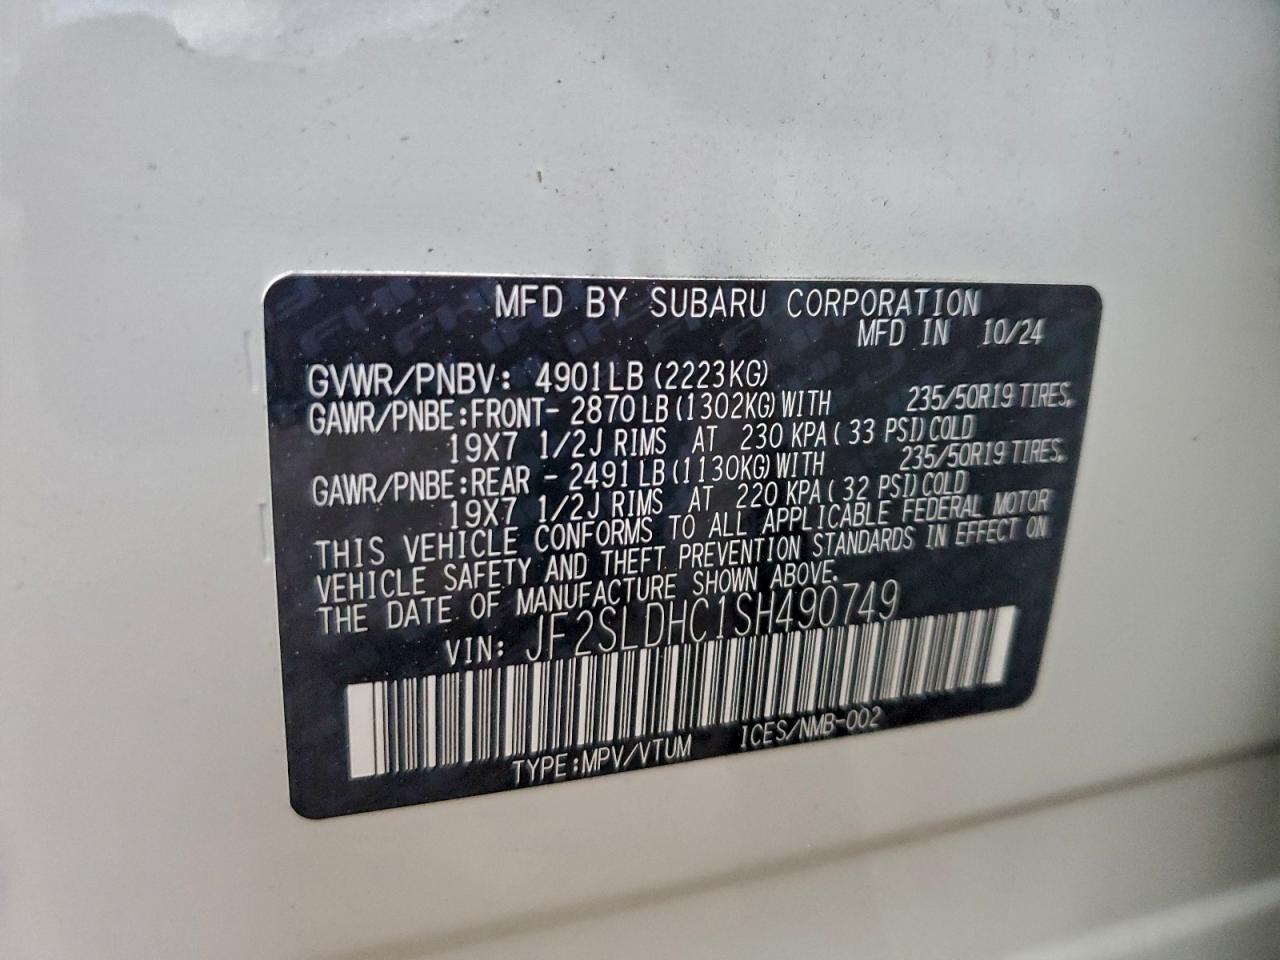 MFD BY SUBARU CORPORATION
MFD IN 10/24
GVWR/PNBV: 4901LB (2223KG)
GAWR/PNBE:FRONT- 2870LB(1302KG)WITH 235/50R19 TIRES,
19X7 1/2J RIMS AT 230 KPA( 33 PSI)COLD
GAWR/PNBE:REAR - 2491LB(1130KG)WITH 235/50R19 TIRES,
19X7 1/2J RIMS AT 220 KPA( 32 PSI)COLD
THIS VEHICLE CONFORMS TO ALL APPLICABLE FEDERAL MOTOR
VEHICLE SAFETY AND THEFT PREVENTION STANDARDS IN EFFECT ON
THE DATE OF MANUFACTURE SHOWN ABOVE.
VIN: JF2SLDHC1SH490749
TYPE:MPV/VTUM ICES/NMB-002